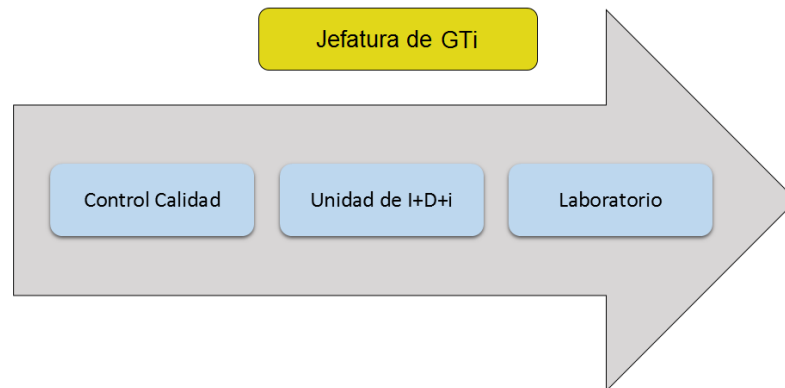 Jefatura de GTi
Control Calidad
Unidad de I+D+i
Laboratorio